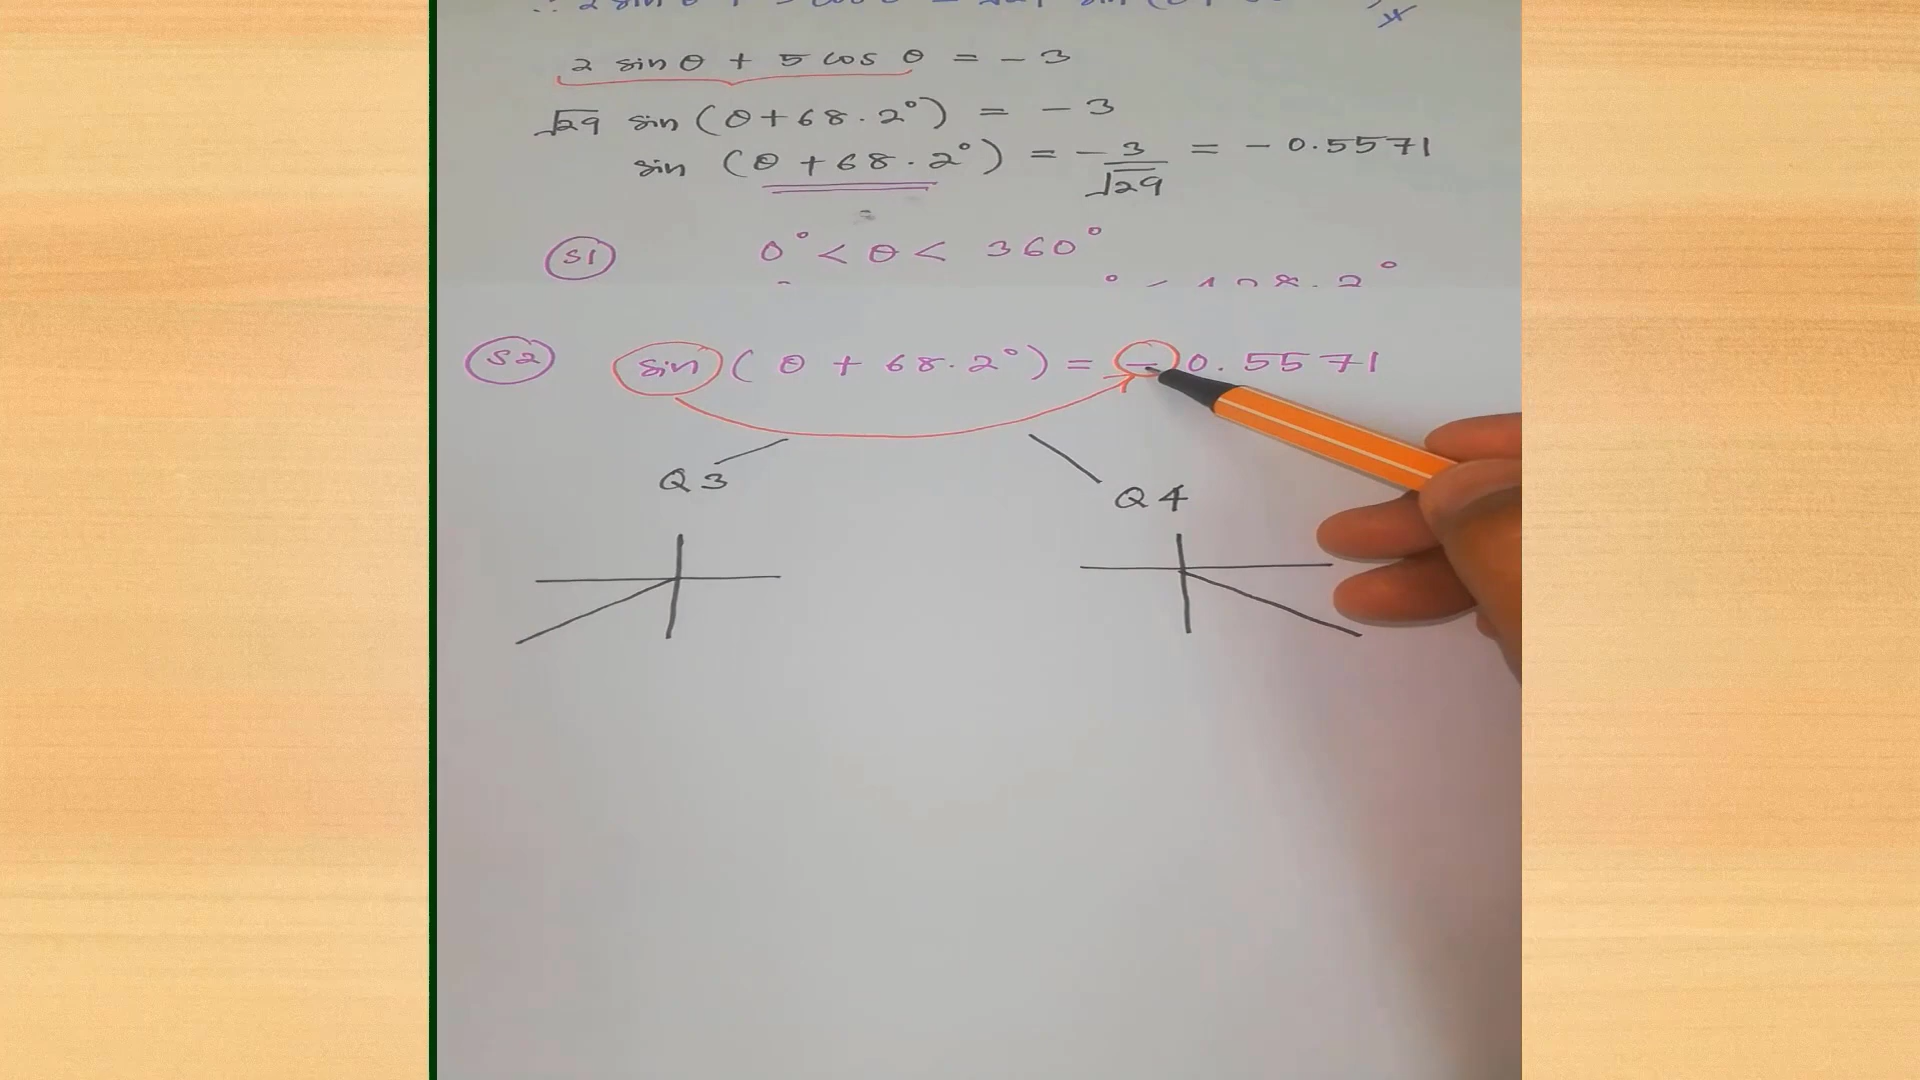 2 sin θ + 5 cos θ = - 3
√29 sin (θ + 68.2°) = - 3
sin (θ + 68.2°) = - 3/√29 = - 0.5571
S1 0° < θ < 360°
S2 sin (θ + 68.2°) = - 0.5571
Q3 Q4